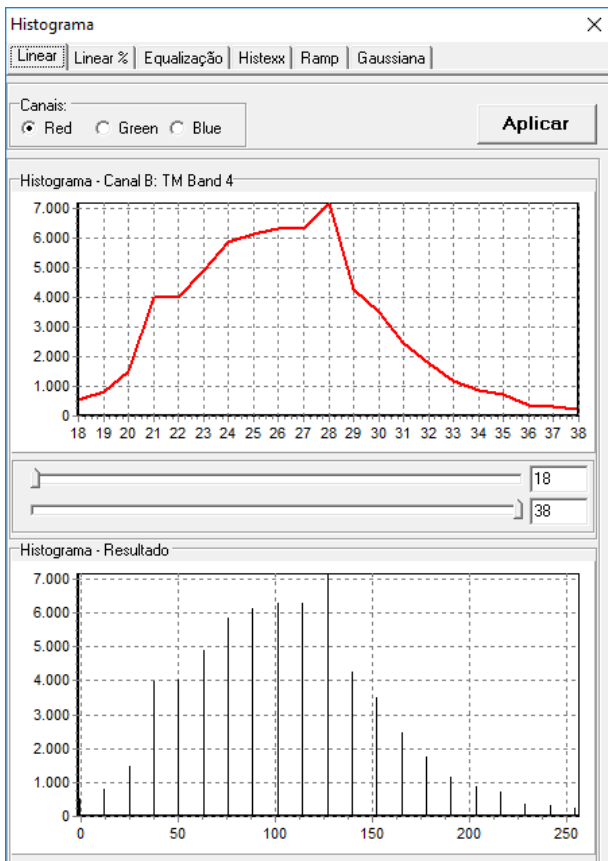 Histograma
Linear Linear % Equalização Histexx Ramp Gaussiana
Canais:
Red Green Blue
Aplicar
Histograma - Canal B: TM Band 4
7.000
6.000
5.000
4.000
3.000
2.000
1.000
0
18 19 20 21 22 23 24 25 26 27 28 29 30 31 32 33 34 35 36 37 38
18
38
Histograma - Resultado
7.000
6.000
5.000
4.000
3.000
2.000
1.000
0
0 50 100 150 200 250